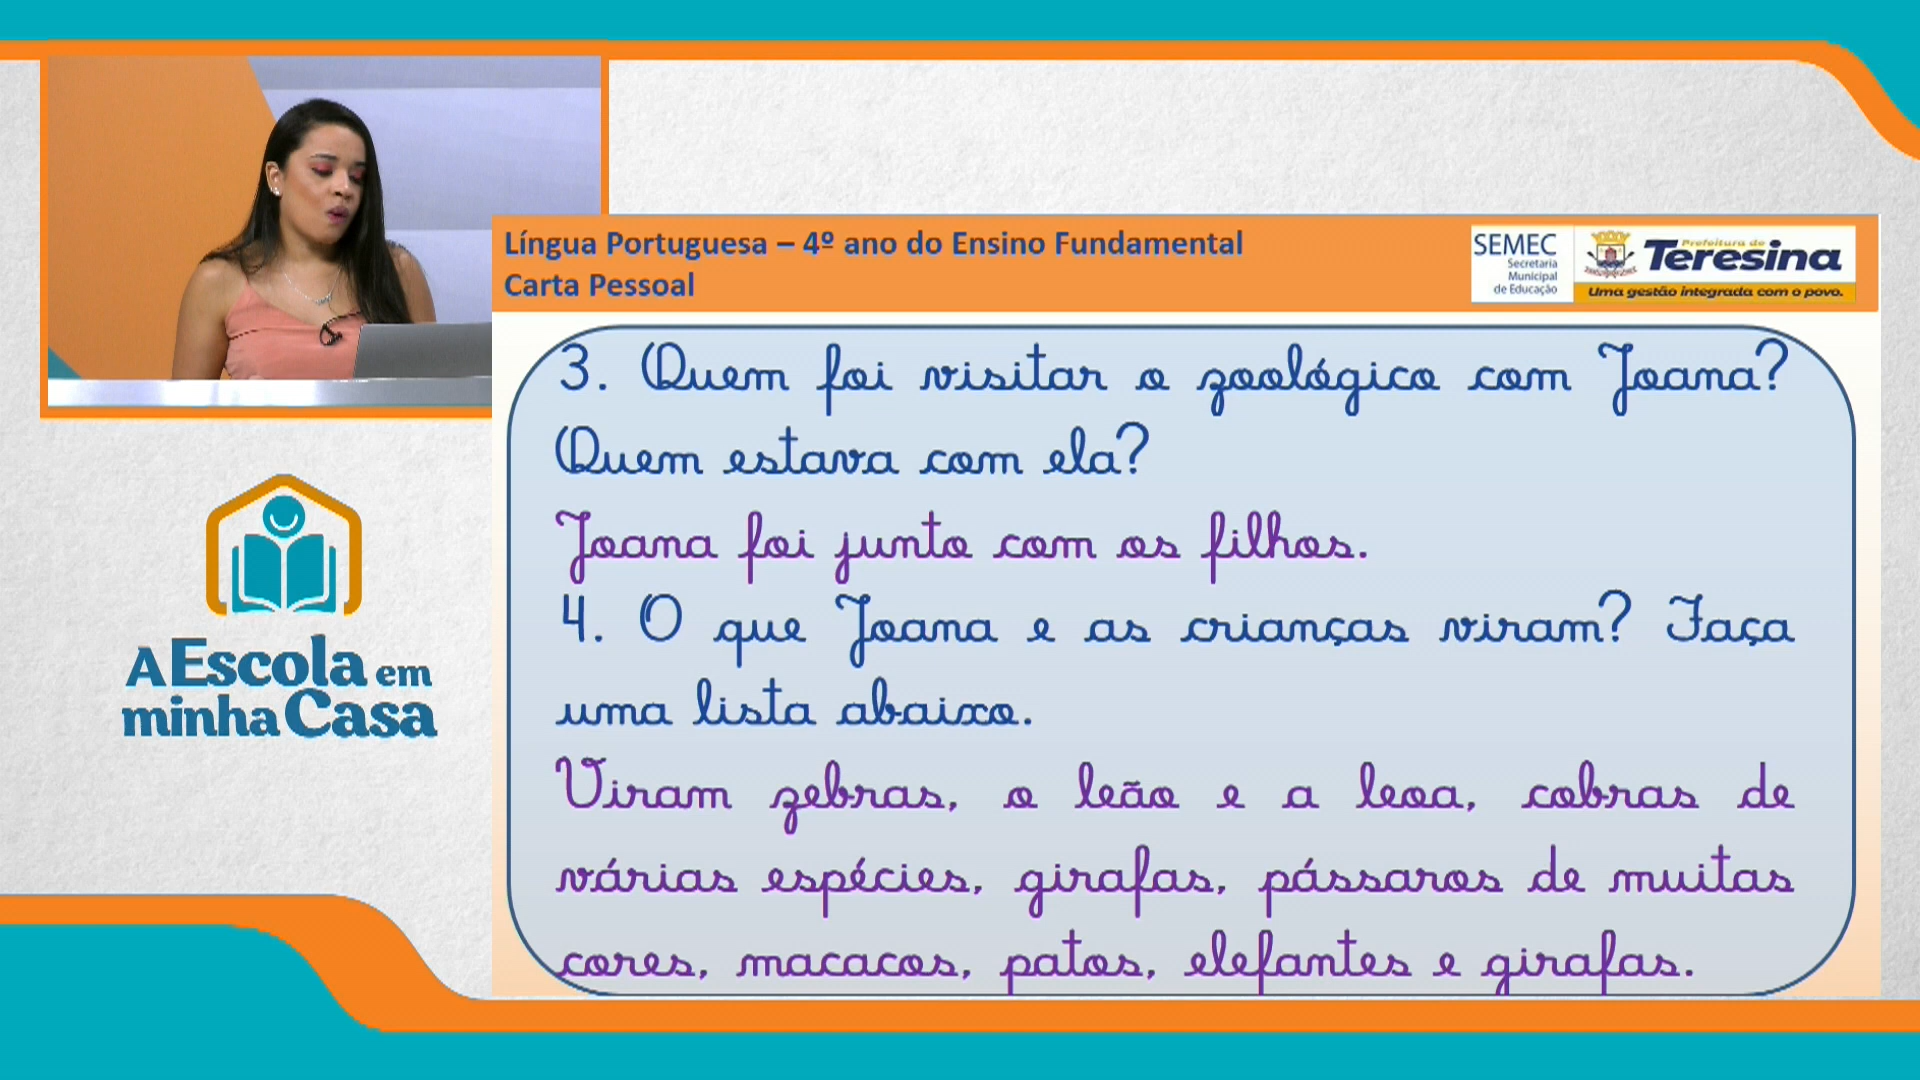 Língua Portuguesa – 4º ano do Ensino Fundamental
Carta Pessoal
SEMEC
Secretaria
Municipal
de Educação
Prefeitura de
Teresina
Uma gestão integrada com o povo.
3. Quem foi visitar o zoológico com Joana?
Quem estava com ela?
Joana foi junto com os filhos.
4. O que Joana e as crianças viram? Faça
uma lista abaixo.
Viram zebras, o leão e a leoa, cobras de
várias espécies, girafas, pássaros de muitas
cores, macacos, patos, elefantes e girafas.
A Escola em
minha Casa